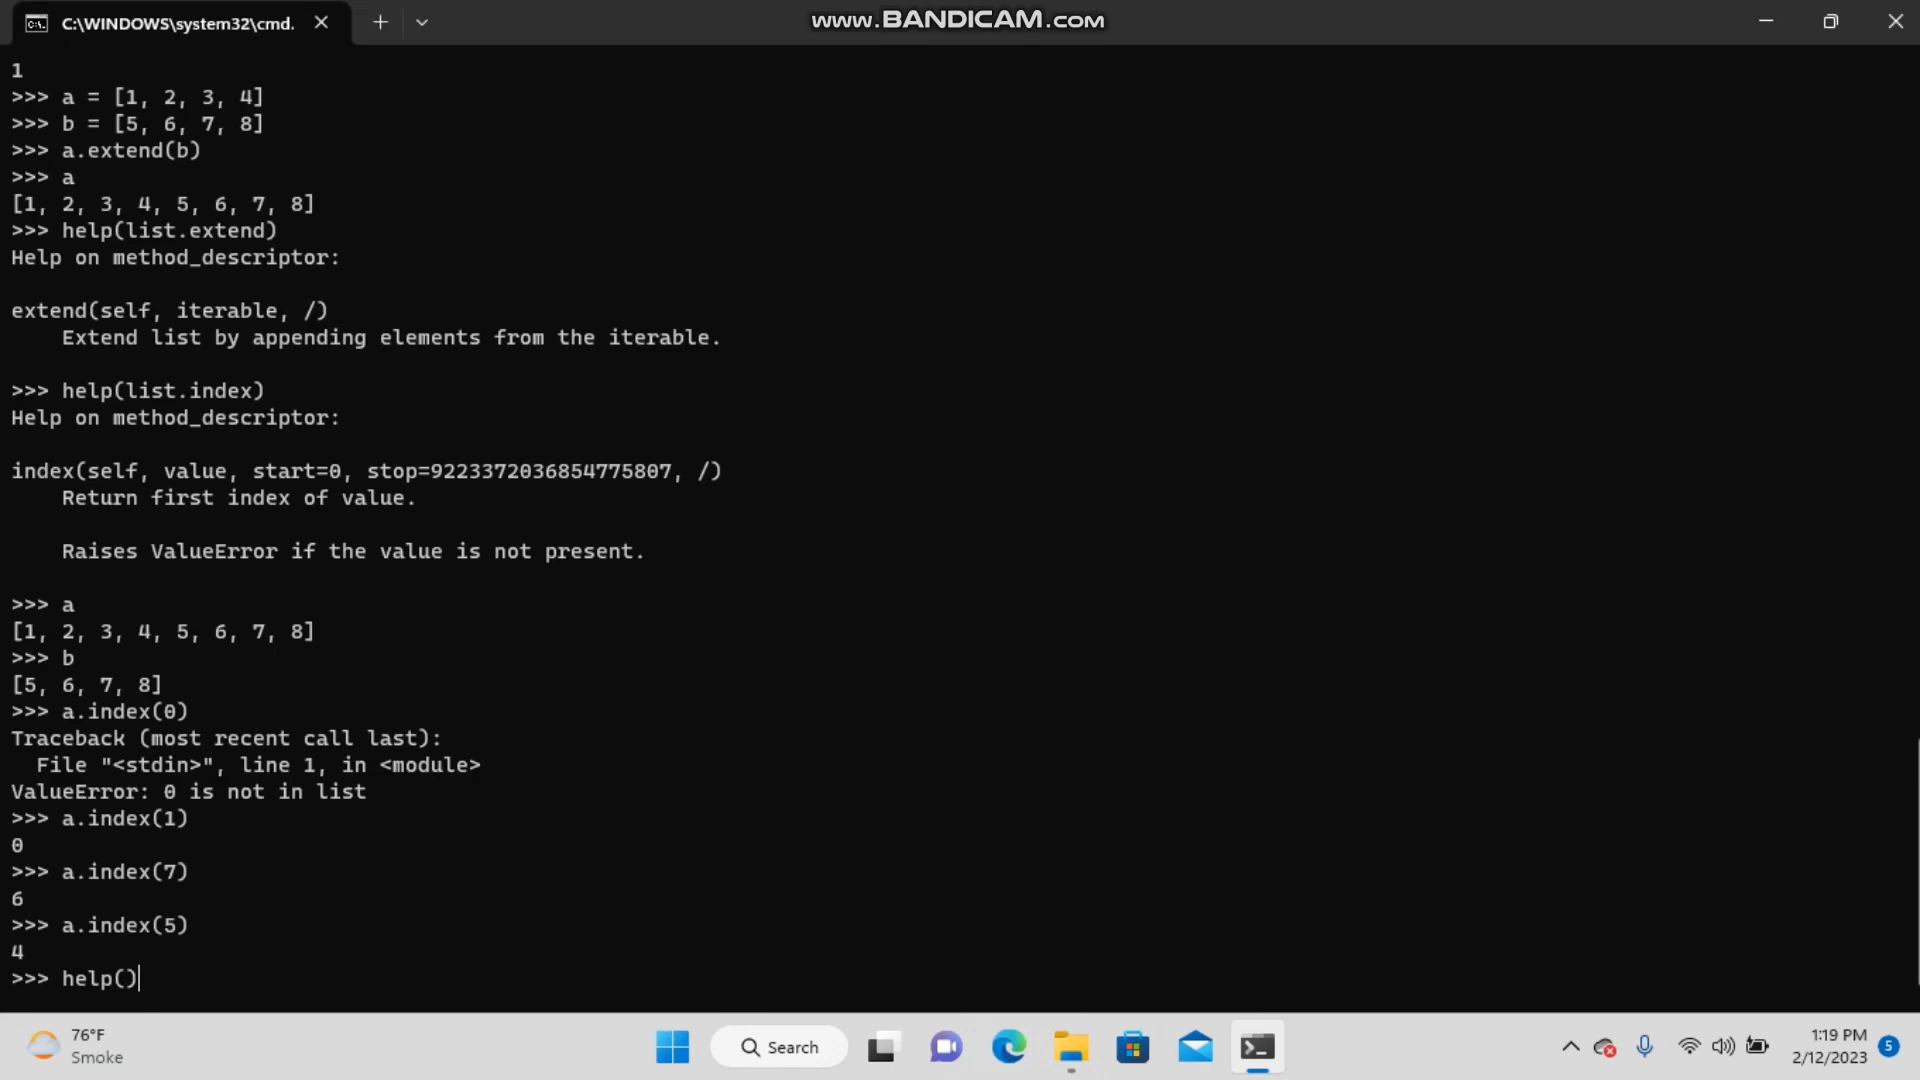 C:\WINDOWS\system32\cmd.
www.BANDICAM.com
1
>>> a = [1, 2, 3, 4]
>>> b = [5, 6, 7, 8]
>>> a.extend(b)
>>> a
[1, 2, 3, 4, 5, 6, 7, 8]
>>> help(list.extend)
Help on method_descriptor:
extend(self, iterable, /)
Extend list by appending elements from the iterable.
>>> help(list.index)
Help on method_descriptor:
index(self, value, start=0, stop=9223372036854775807, /)
Return first index of value.
Raises ValueError if the value is not present.
>>> a
[1, 2, 3, 4, 5, 6, 7, 8]
>>> b
[5, 6, 7, 8]
>>> a.index(0)
Traceback (most recent call last):
File "<stdin>", line 1, in <module>
ValueError: 0 is not in list
>>> a.index(1)
0
>>> a.index(7)
6
>>> a.index(5)
4
>>> help()
76°F
Smoke
Search
1:19 PM
2/12/2023
5